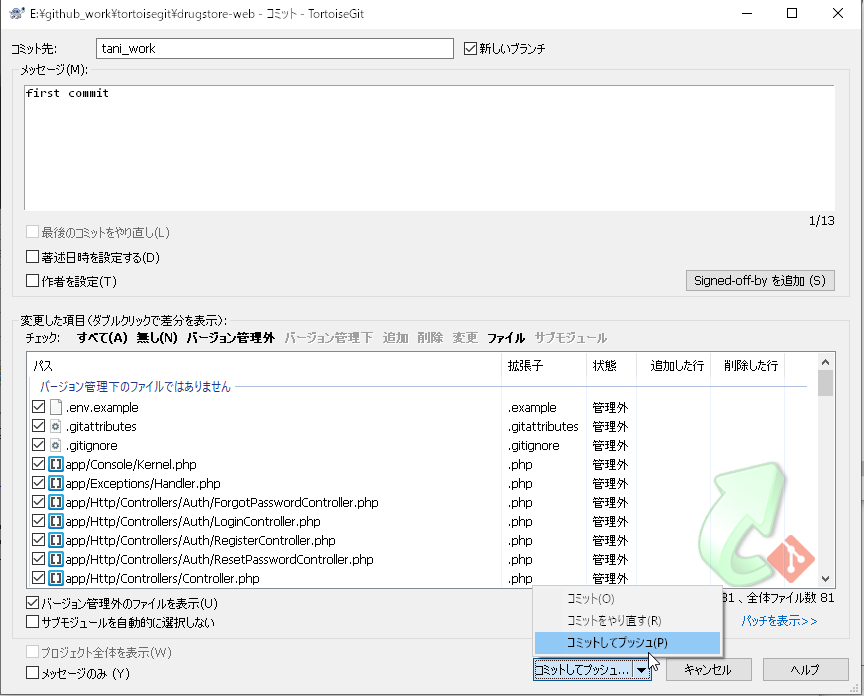 E:¥github_work¥tortoisegit¥drugstore-web - コミット - TortoiseGit
コミット先: tani_work 新しいブランチ
メッセージ(M):
first commit
1/13
最後のコミットをやり直し(L)
著述日時を設定する(D)
作者を設定(T)
Signed-off-by を追加 (S)
変更した項目(ダブルクリックで差分を表示):
チェック: すべて(A) 無し(N) バージョン管理外 バージョン管理下 追加 削除 変更 ファイル サブモジュール
パス 拡張子 状態 追加した行 削除した行
バージョン管理下のファイルではありません
.env.example .example 管理外
.gitattributes .gitattributes 管理外
.gitignore .gitignore 管理外
app/Console/Kernel.php .php 管理外
app/Exceptions/Handler.php .php 管理外
app/Http/Controllers/Auth/ForgotPasswordController.php .php 管理外
app/Http/Controllers/Auth/LoginController.php .php 管理外
app/Http/Controllers/Auth/RegisterController.php .php 管理外
app/Http/Controllers/Auth/ResetPasswordController.php .php 管理外
app/Http/Controllers/Controller.php .php 管理外
バージョン管理外のファイルを表示(U) 、全体ファイル数 81
サブモジュールを自動的に選択しない パッチを表示>>
コミット(O)
コミットをやり直す(R)
コミットしてプッシュ(P)
プロジェクト全体を表示(W)
メッセージのみ (Y) コミットしてプッシュ... キャンセル ヘルプ